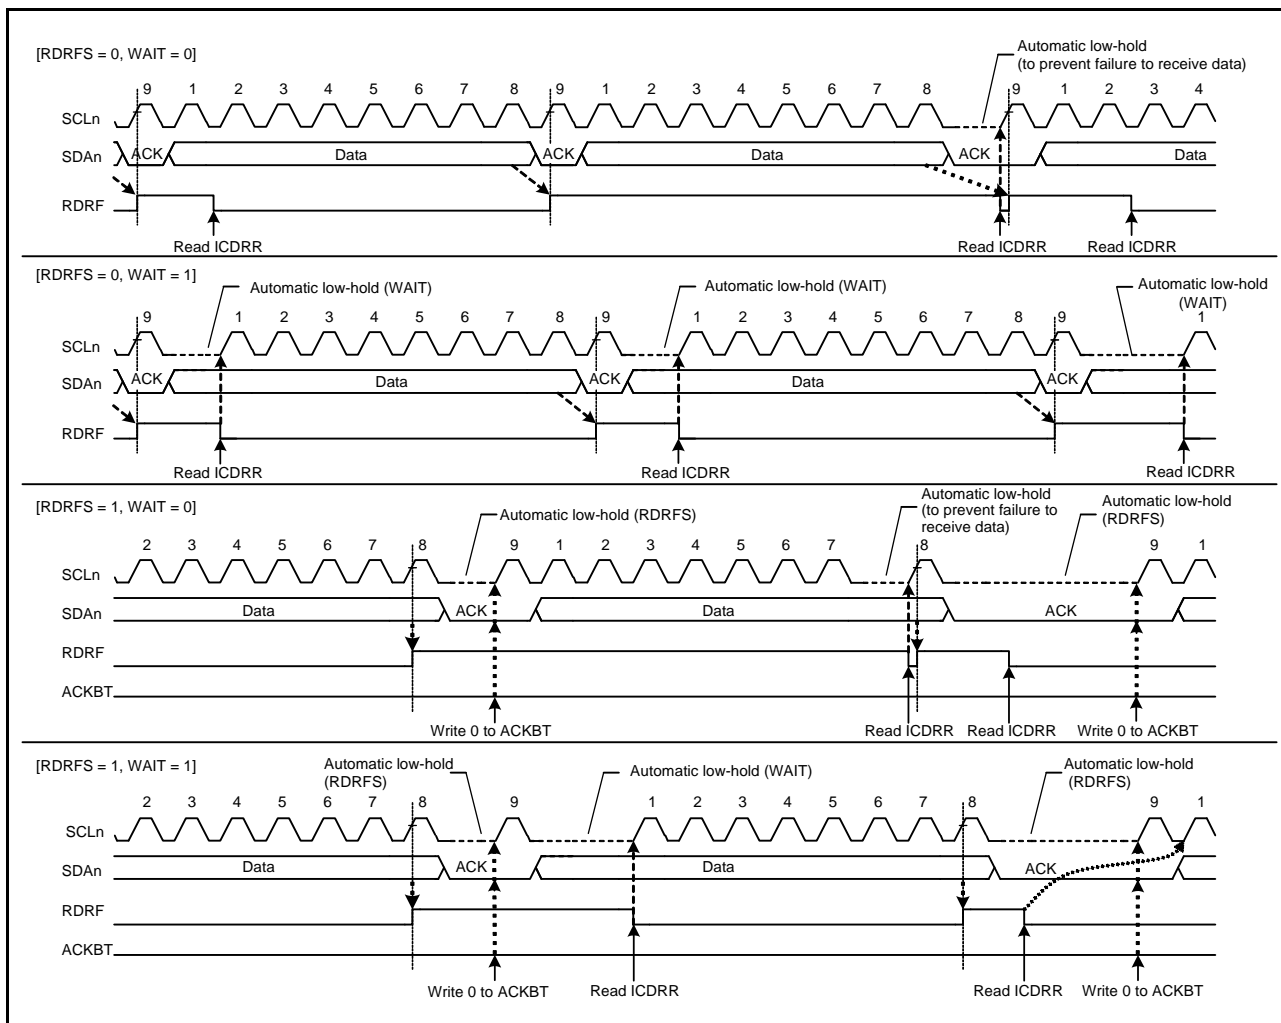 [RDRFS = 0, WAIT = 0]
Automatic low-hold
(to prevent failure to receive data)
9 1 2 3 4 5 6 7 8 9 1 2 3 4 5 6 7 8 9 1 2 3 4
SCLn
SDAn ACK Data ACK Data ACK Data
RDRF
Read ICDRR Read ICDRR Read ICDRR
[RDRFS = 0, WAIT = 1]
Automatic low-hold (WAIT) Automatic low-hold (WAIT) Automatic low-hold
(WAIT)
9 1 2 3 4 5 6 7 8 9 1 2 3 4 5 6 7 8 9 1
SCLn
SDAn ACK Data ACK Data ACK
RDRF
Read ICDRR Read ICDRR Read ICDRR
[RDRFS = 1, WAIT = 0]
Automatic low-hold (RDRFS)
Automatic low-hold
(to prevent failure to
receive data)
Automatic low-hold
(RDRFS)
2 3 4 5 6 7 8 9 1 2 3 4 5 6 7 8 9 1
SCLn
SDAn Data ACK Data ACK
RDRF
ACKBT
Write 0 to ACKBT Read ICDRR Read ICDRR Write 0 to ACKBT
[RDRFS = 1, WAIT = 1]
Automatic low-hold
(RDRFS)
Automatic low-hold (WAIT)
Automatic low-hold
(RDRFS)
2 3 4 5 6 7 8 9 1 2 3 4 5 6 7 8 9 1
SCLn
SDAn Data ACK Data ACK
RDRF
ACKBT
Write 0 to ACKBT Read ICDRR Read ICDRR Write 0 to ACKBT